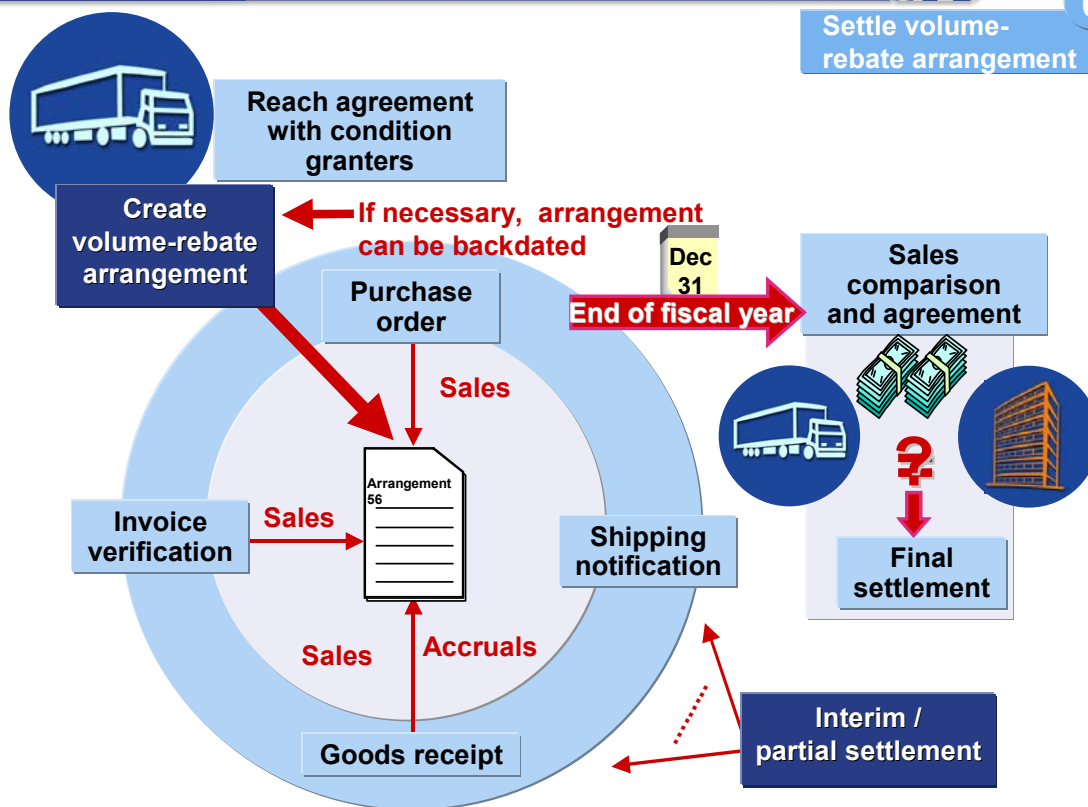 Settle volume-
rebate arrangement
Reach agreement
with condition
granters
Create
volume-rebate
arrangement
If necessary, arrangement
can be backdated
Dec
31
End of fiscal year
Sales
comparison
and agreement
Purchase
order
Sales
Arrangement
56
Invoice
verification
Sales
Shipping
notification
?
Final
settlement
Sales
Accruals
Goods receipt
Interim /
partial settlement